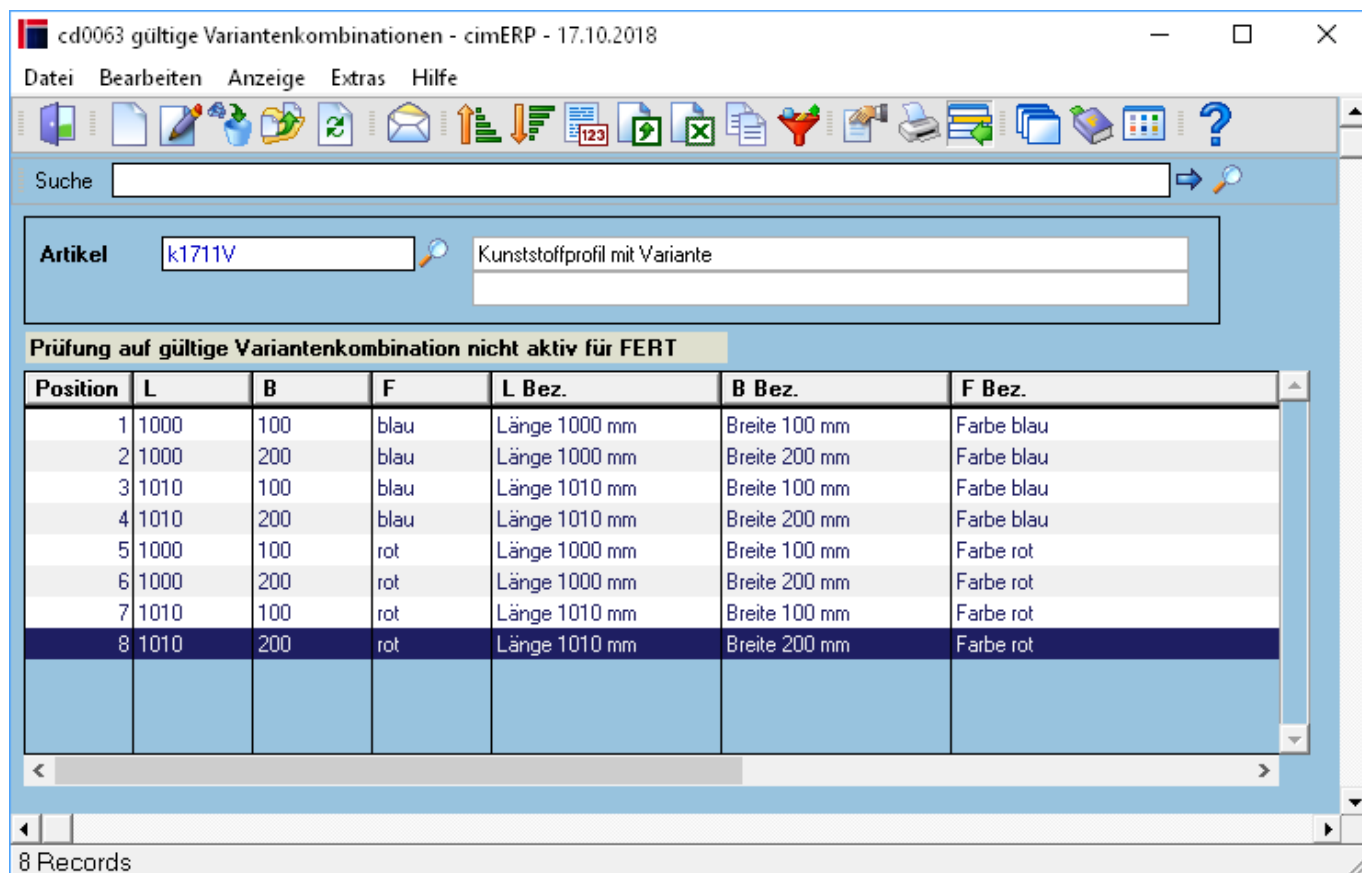 cd0063 gültige Variantenkombinationen - cimERP - 17.10.2018
Datei Bearbeiten Anzeige Extras Hilfe
123
Suche
Artikel k1711V Kunststoffprofil mit Variante
Prüfung auf gültige Variantenkombination nicht aktiv für FERT
Position L B F L Bez. B Bez. F Bez.
1 1000 100 blau Länge 1000 mm Breite 100 mm Farbe blau
2 1000 200 blau Länge 1000 mm Breite 200 mm Farbe blau
3 1010 100 blau Länge 1010 mm Breite 100 mm Farbe blau
4 1010 200 blau Länge 1010 mm Breite 200 mm Farbe blau
5 1000 100 rot Länge 1000 mm Breite 100 mm Farbe rot
6 1000 200 rot Länge 1000 mm Breite 200 mm Farbe rot
7 1010 100 rot Länge 1010 mm Breite 100 mm Farbe rot
8 1010 200 rot Länge 1010 mm Breite 200 mm Farbe rot
8 Records